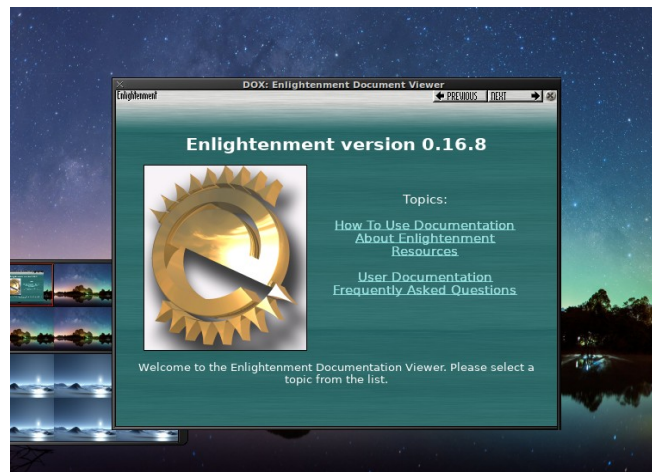 DOX: Enlightenment Document Viewer
Enlightenment
PREVIOUS NEXT
Enlightenment version 0.16.8
Topics:
How To Use Documentation
About Enlightenment
Resources
User Documentation
Frequently Asked Questions
Welcome to the Enlightenment Documentation Viewer. Please select a
topic from the list.